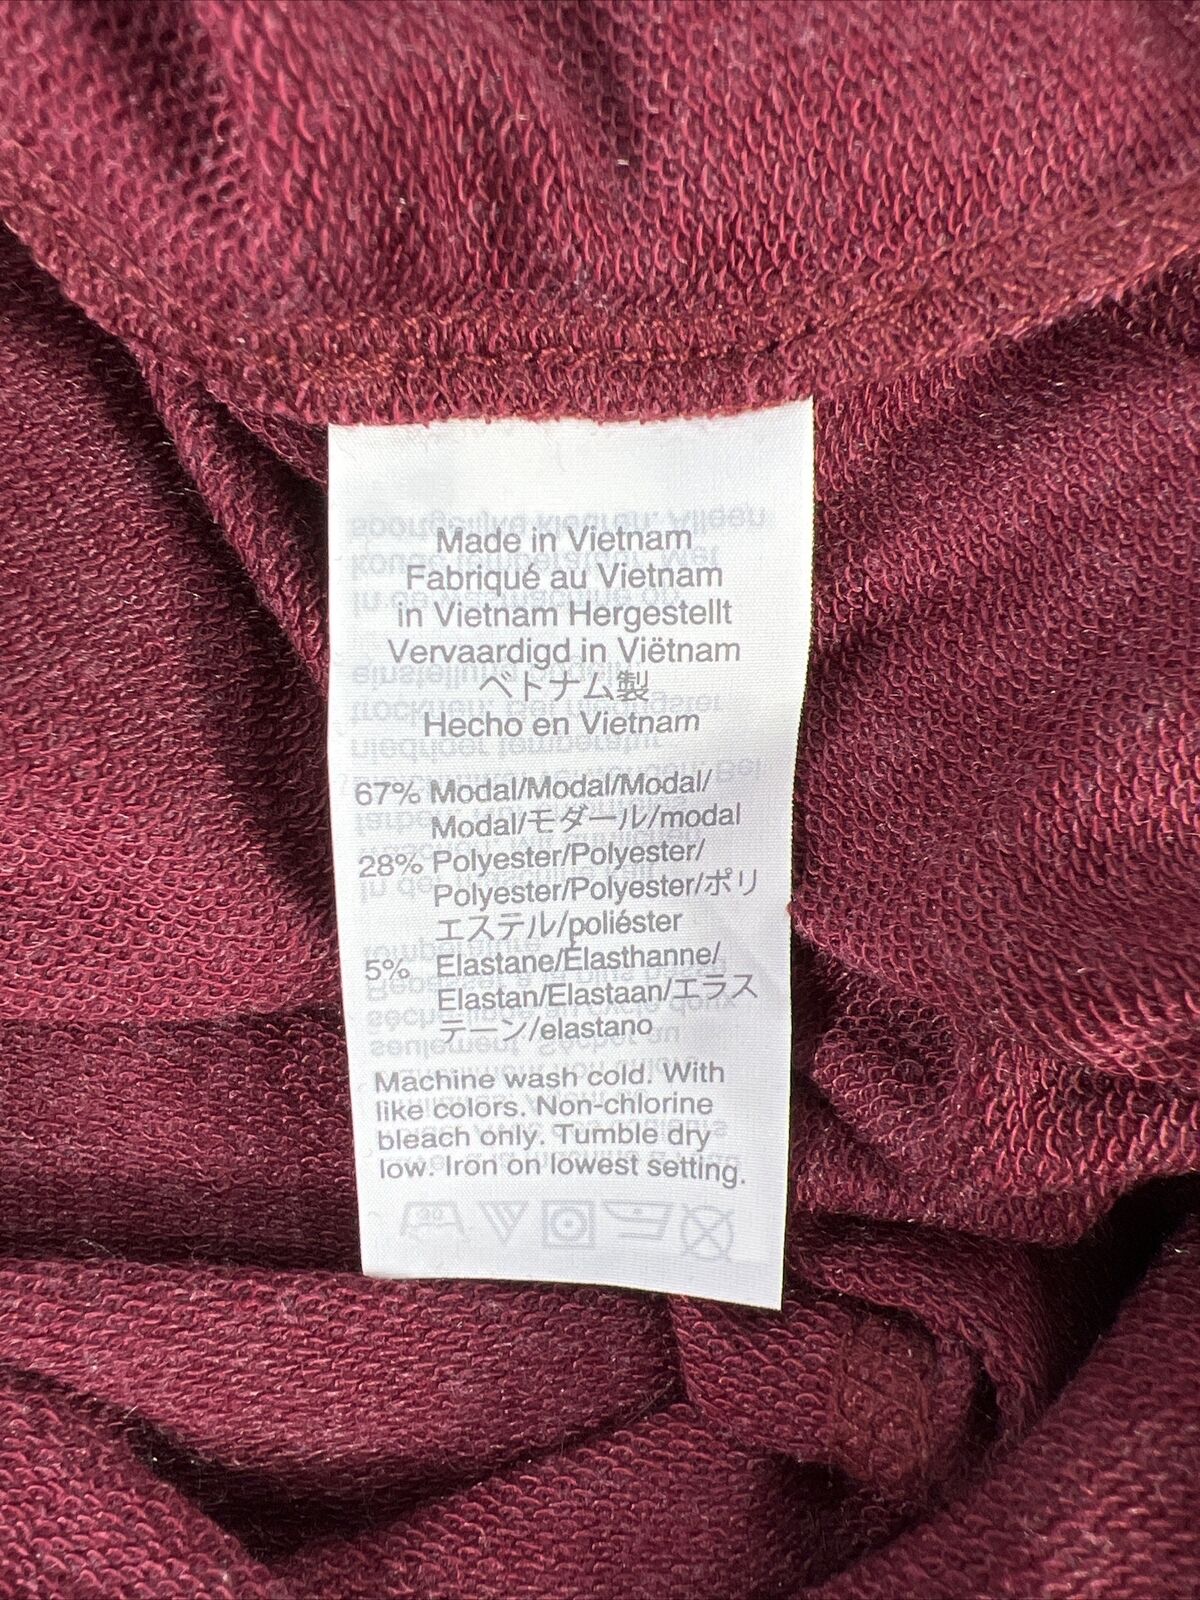 Made in Vietnam
Fabriqué au Vietnam
in Vietnam Hergestellt
Vervaardigd in Viëtnam
ベトナム製
Hecho en Vietnam
67% Modal/Modal/Modal/
Modal/モダール/modal
28% Polyester/Polyester/
Polyester/Polyester/ポリ
エステル/poliéster
5% Elastane/Élasthanne/
Elastan/Elastaan/エラス
テーン/elastano
Machine wash cold. With
like colors. Non-chlorine
bleach only. Tumble dry
low. Iron on lowest setting.
30